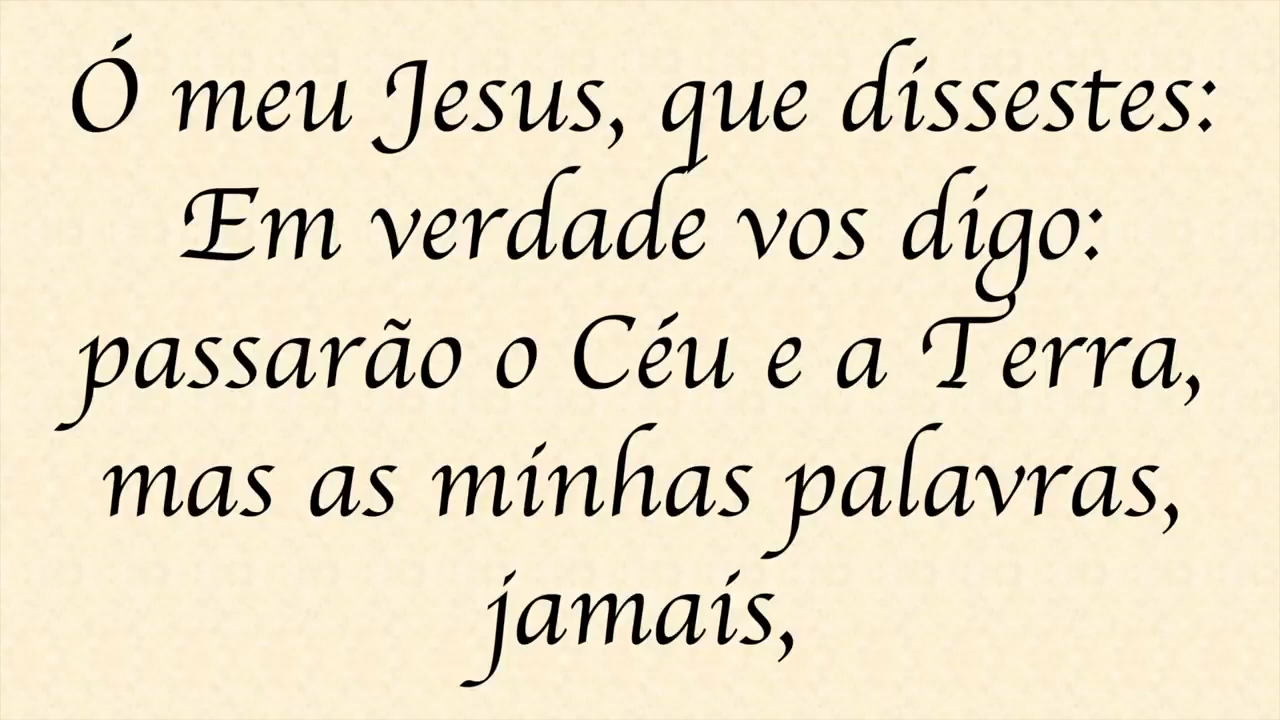 Ó meu Jesus, que dissestes:
Em verdade vos digo:
passarão o Céu e a Terra,
mas as minhas palavras,
jamais,